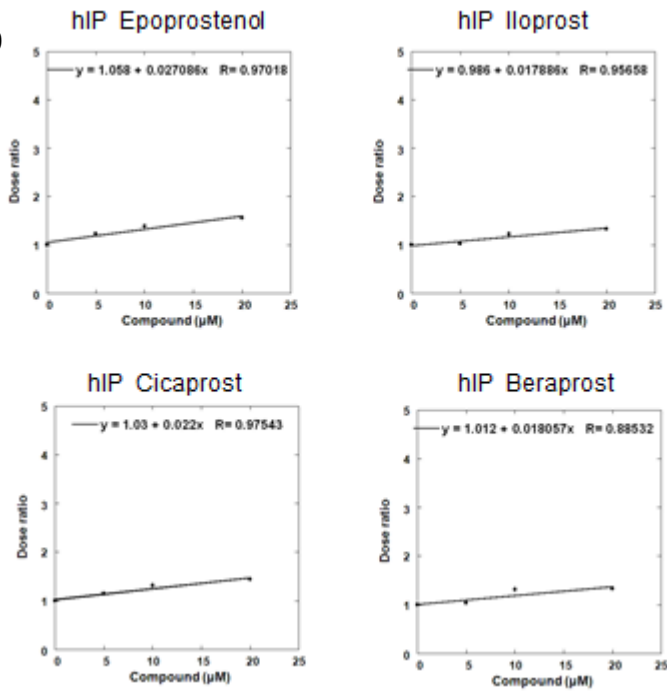 )
hIP Epoprostenol
5
4
3
2
1
0
Dose ratio
y = 1.058 + 0.027086x R= 0.97018
0 5 10 15 20 25
Compound (µM)
hIP Iloprost
5
4
3
2
1
0
Dose ratio
y = 0.986 + 0.017886x R= 0.95658
0 5 10 15 20 25
Compound (µM)
hIP Cicaprost
5
4
3
2
1
0
Dose ratio
y = 1.03 + 0.022x R= 0.97543
0 5 10 15 20 25
Compound (µM)
hIP Beraprost
5
4
3
2
1
0
Dose ratio
y = 1.012 + 0.018057x R= 0.88532
0 5 10 15 20 25
Compound (µM)